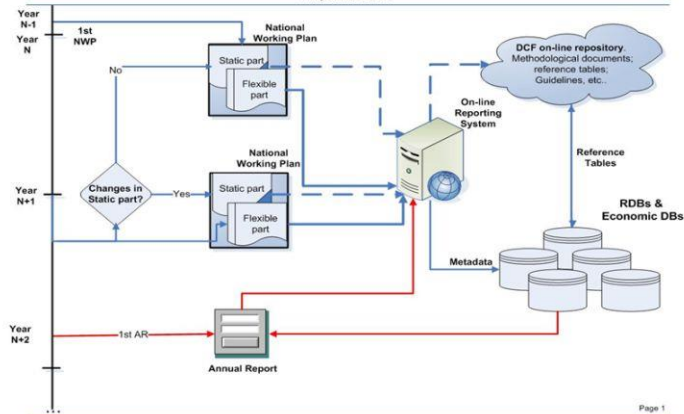 Year
N-1
Year
N
1st
NWP
National
Working Plan
Static part
Flexible
part
No
DCF on-line repository.
Methodological documents;
reference tables;
Guidelines, etc..
On-line
Reporting
System
Reference
Tables
National
Working Plan
Static part
Flexible
part
Year
N+1
Changes in
Static part?
Yes
RDBs &
Economic DBs
Metadata
Year
N+2
1st AR
Annual Report
...
Page 1